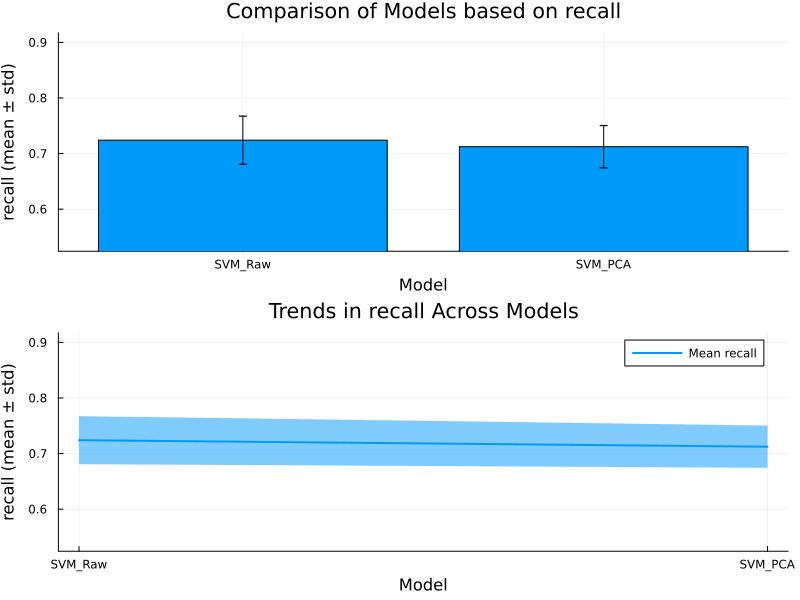 Comparison of Models based on recall
recall (mean ± std)
0.9
0.8
0.7
0.6
SVM_Raw
SVM_PCA
Model
Trends in recall Across Models
recall (mean ± std)
0.9
0.8
0.7
0.6
Mean recall
SVM_Raw
SVM_PCA
Model